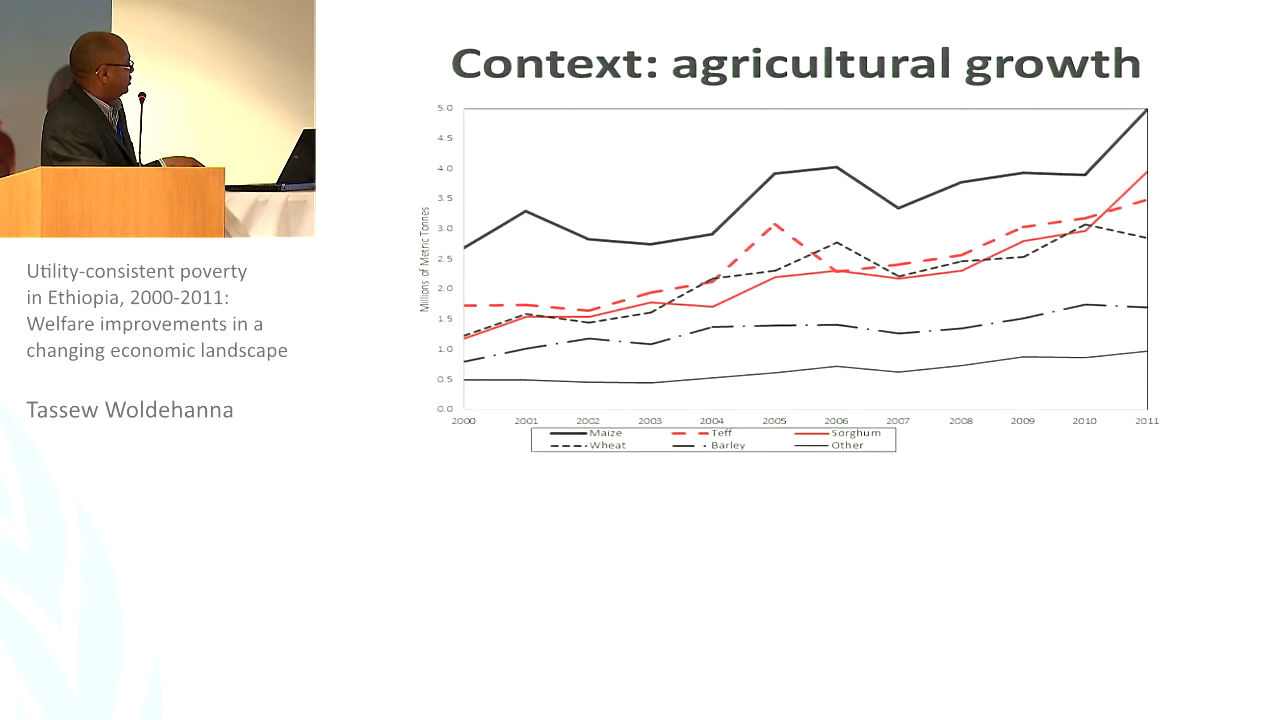 Context: agricultural growth
5.0
4.5
4.0
3.5
3.0
2.5
2.0
1.5
1.0
0.5
0.0
Millions of Metric Tonnes
2000 2001 2002 2003 2004 2005 2006 2007 2008 2009 2010 2011
Maize Teff Sorghum
Wheat Barley Other
Utility-consistent poverty
in Ethiopia, 2000-2011:
Welfare improvements in a
changing economic landscape
Tassew Woldehanna